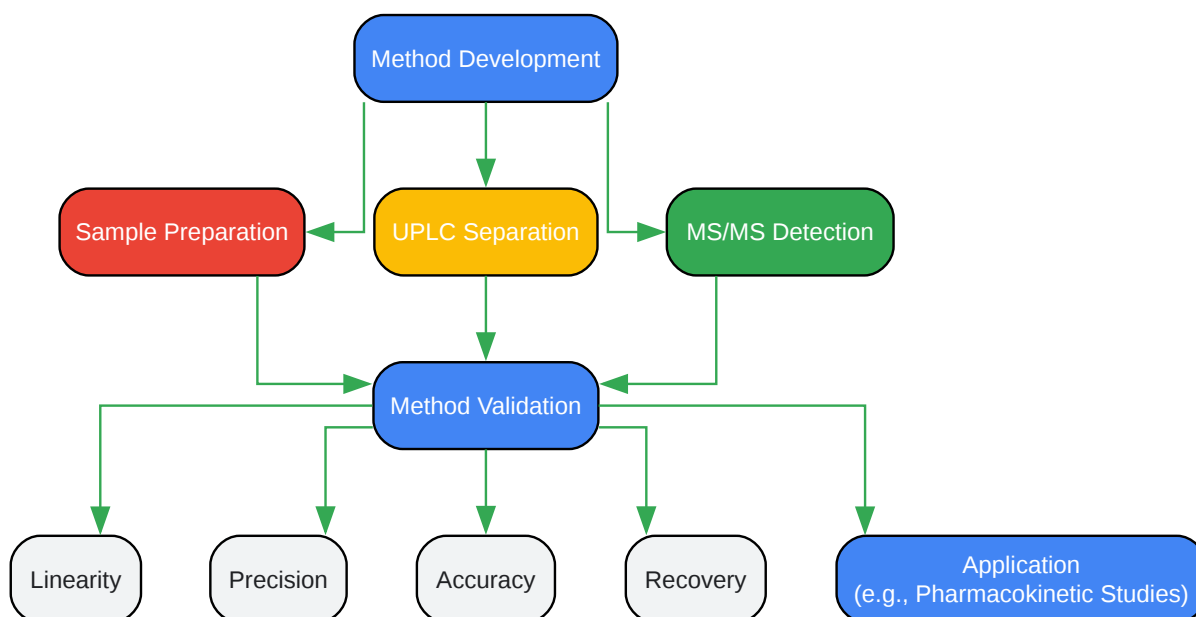 Method Development
Sample Preparation
UPLC Separation
MS/MS Detection
Method Validation
Linearity
Precision
Accuracy
Recovery
Application
(e.g., Pharmacokinetic Studies)